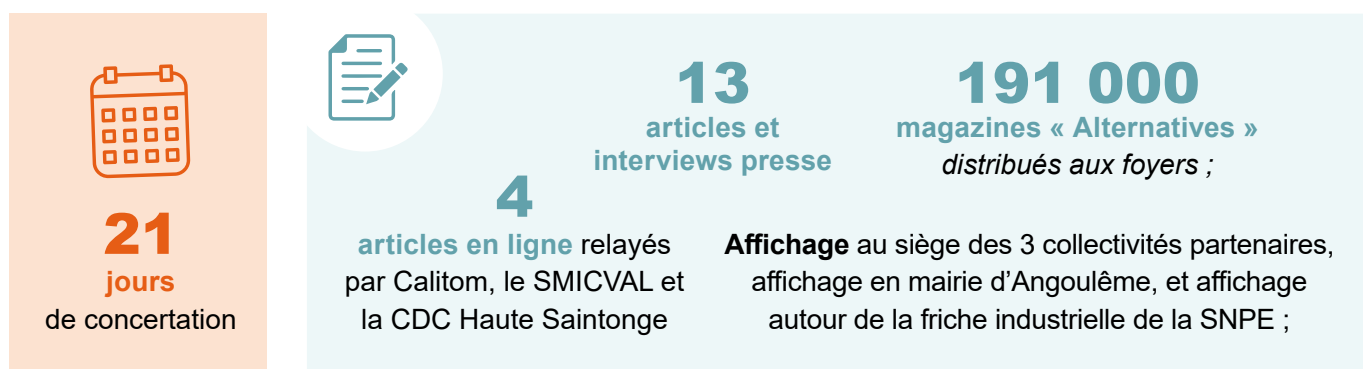 21
jours
de concertation
13
articles et
interviews presse
191 000
magazines « Alternatives »
distribués aux foyers ;
4
articles en ligne relayés
par Calitom, le SMICVAL et
la CDC Haute Saintonge
Affichage au siège des 3 collectivités partenaires,
affichage en mairie d’Angoulême, et affichage
autour de la friche industrielle de la SNPE ;